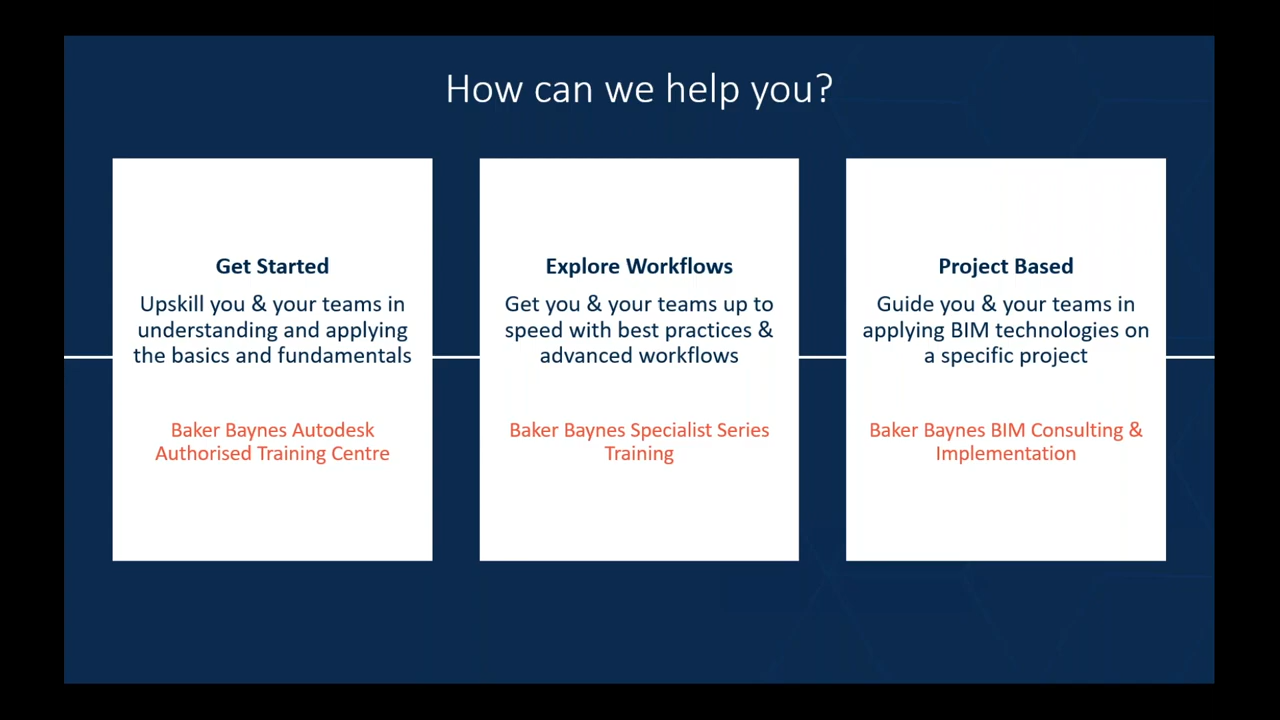 How can we help you?
Get Started
Upskill you & your teams in
understanding and applying
the basics and fundamentals
Baker Baynes Autodesk
Authorised Training Centre
Explore Workflows
Get you & your teams up to
speed with best practices &
advanced workflows
Baker Baynes Specialist Series
Training
Project Based
Guide you & your teams in
applying BIM technologies on
a specific project
Baker Baynes BIM Consulting &
Implementation